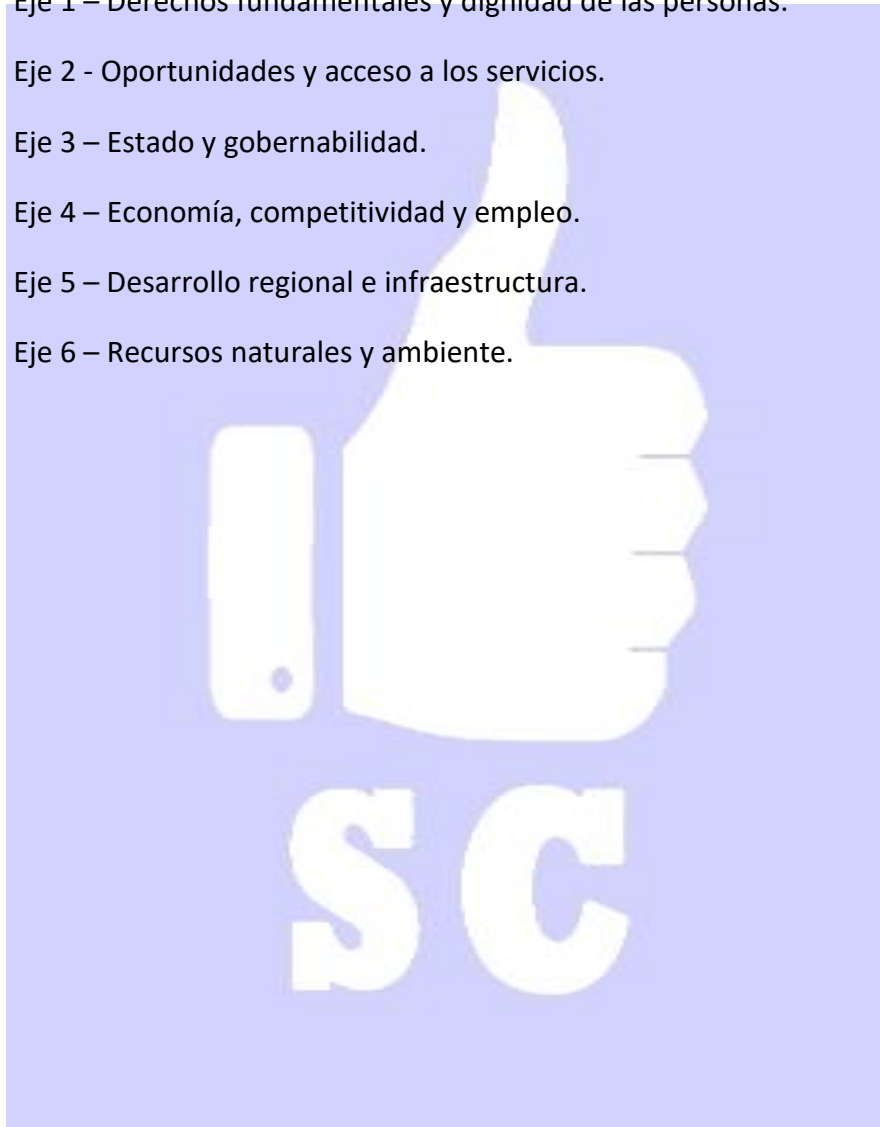 Eje 1 – Derechos fundamentales y dignidad de las personas.
Eje 2 - Oportunidades y acceso a los servicios.
Eje 3 – Estado y gobernabilidad.
Eje 4 – Economía, competitividad y empleo.
Eje 5 – Desarrollo regional e infraestructura.
Eje 6 – Recursos naturales y ambiente.
SC